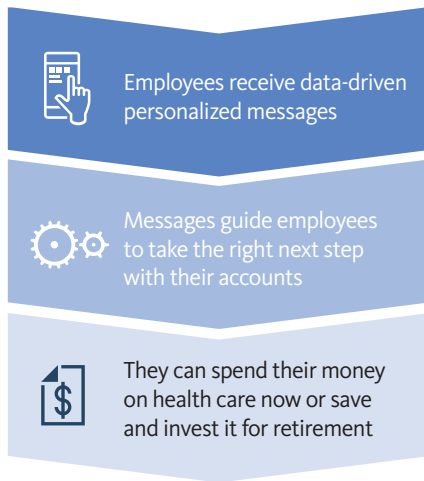 Employees receive data-driven
personalized messages
Messages guide employees
to take the right next step
with their accounts
$
They can spend their money
on health care now or save
and invest it for retirement